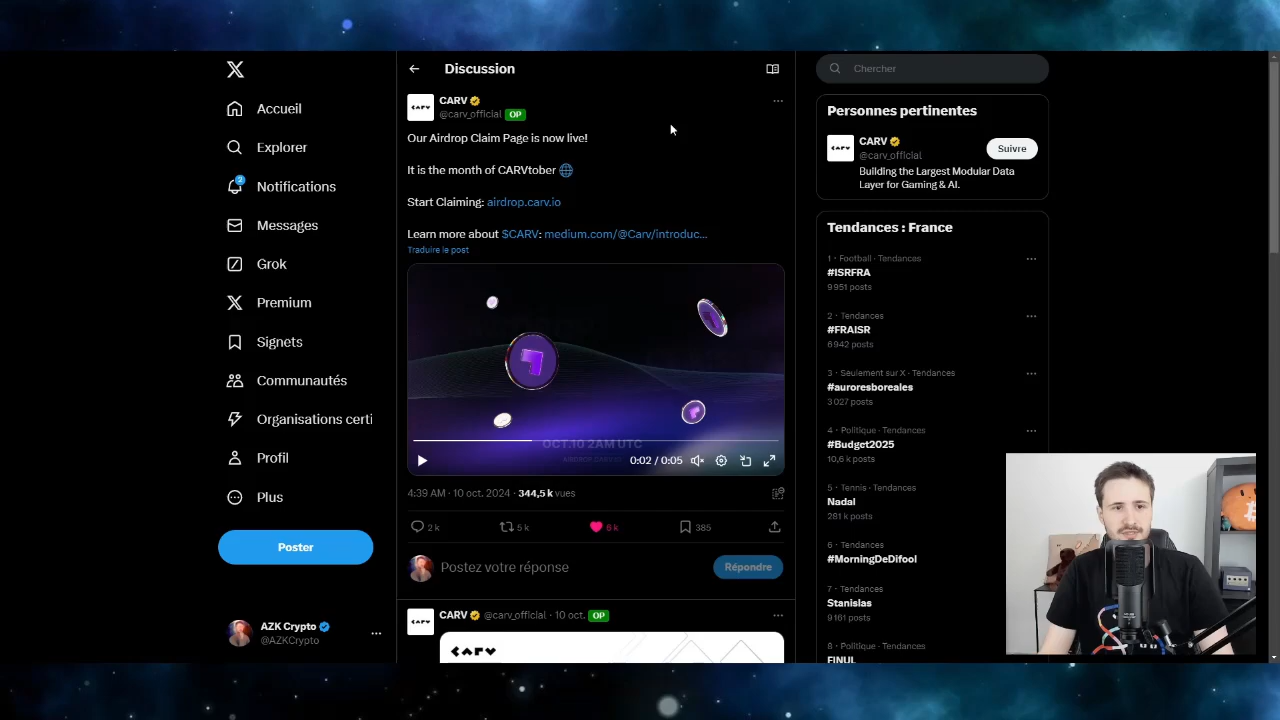 Accueil
Explorer
2
Notifications
Messages
Grok
Premium
Signets
Communautés
Organisations certi
Profil
Plus
Poster
AZK Crypto
@AZKCrypto
Discussion
CARV
@carv_official OP
Our Airdrop Claim Page is now live!
It is the month of CARVtober
Start Claiming: airdrop.carv.io
Learn more about $CARV: medium.com/@Carv/introduc...
Traduire le post
OCT.10 2AM UTC
0:02 / 0:05
4:39 AM · 10 oct. 2024 · 344,5 k vues
2 k
5 k
6 k
385
Postez votre réponse
Répondre
CARV @carv_official · 10 oct. OP
CARV
Chercher
Personnes pertinentes
CARV
@carv_official
Suivre
Building the Largest Modular Data
Layer for Gaming & AI.
Tendances : France
1 · Football · Tendances
#ISRFRA
9 951 posts
2 · Tendances
#FRAISR
6 942 posts
3 · Seulement sur X · Tendances
#auroresboreales
3 027 posts
4 · Politique · Tendances
#Budget2025
10,6 k posts
5 · Tennis · Tendances
Nadal
281 k posts
6 · Tendances
#MorningDeDifool
7 · Tendances
Stanislas
9 161 posts
8 · Politique · Tendances
FINUL